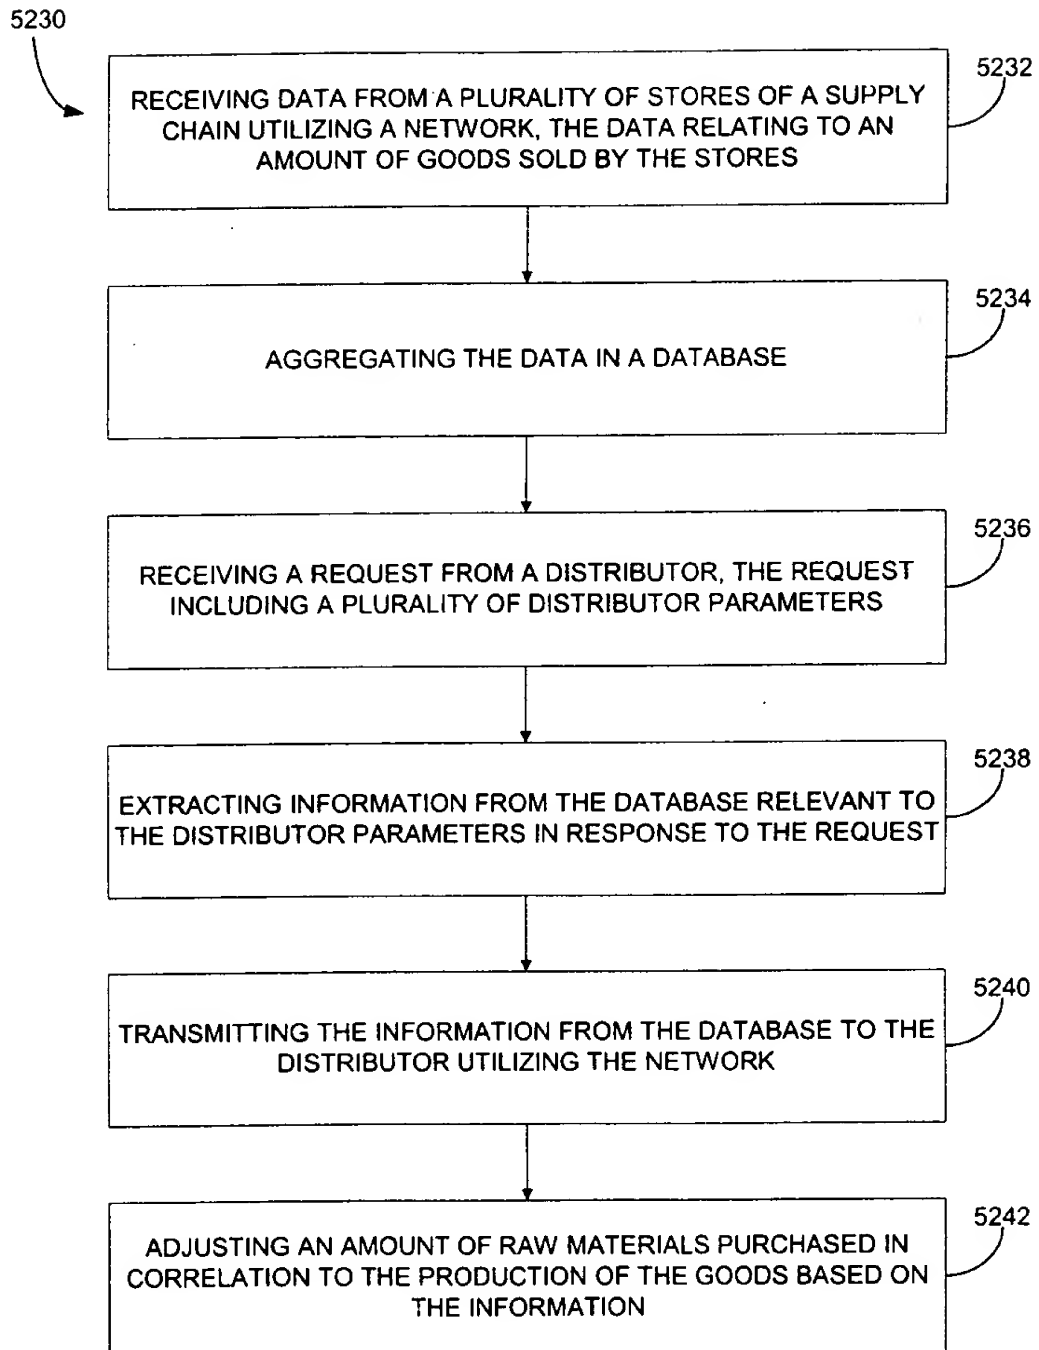 5230
5232
RECEIVING DATA FROM A PLURALITY OF STORES OF A SUPPLY
CHAIN UTILIZING A NETWORK, THE DATA RELATING TO AN
AMOUNT OF GOODS SOLD BY THE STORES
5234
AGGREGATING THE DATA IN A DATABASE
5236
RECEIVING A REQUEST FROM A DISTRIBUTOR, THE REQUEST
INCLUDING A PLURALITY OF DISTRIBUTOR PARAMETERS
5238
EXTRACTING INFORMATION FROM THE DATABASE RELEVANT TO
THE DISTRIBUTOR PARAMETERS IN RESPONSE TO THE REQUEST
5240
TRANSMITTING THE INFORMATION FROM THE DATABASE TO THE
DISTRIBUTOR UTILIZING THE NETWORK
5242
ADJUSTING AN AMOUNT OF RAW MATERIALS PURCHASED IN
CORRELATION TO THE PRODUCTION OF THE GOODS BASED ON
THE INFORMATION